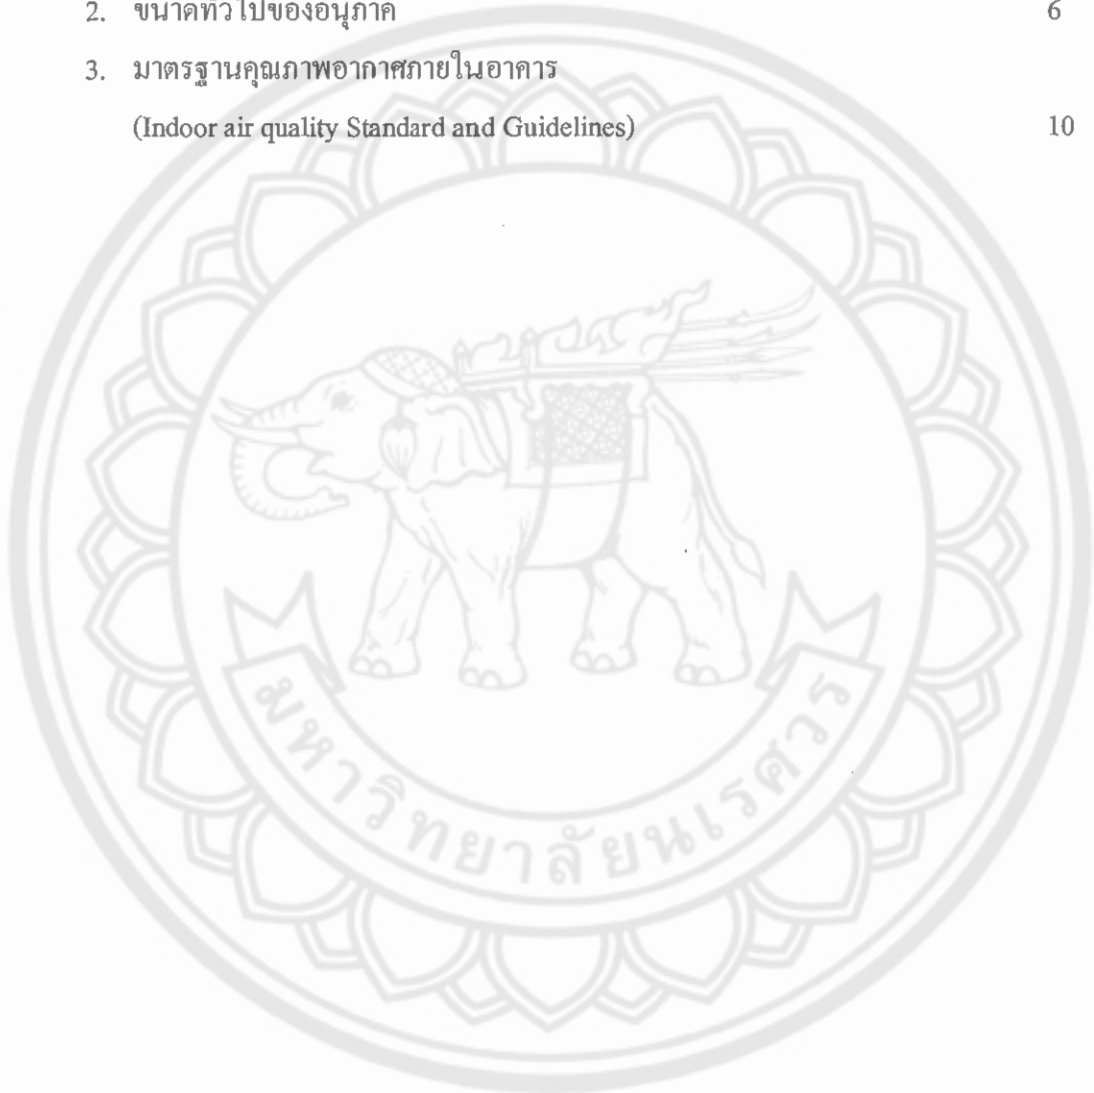 2. ขนาดทั่วไปของอนุภาค 6
3. มาตรฐานคุณภาพอากาศภายในอาคาร
(Indoor air quality Standard and Guidelines) 10
มหาวิทยาลัยนเรศวร